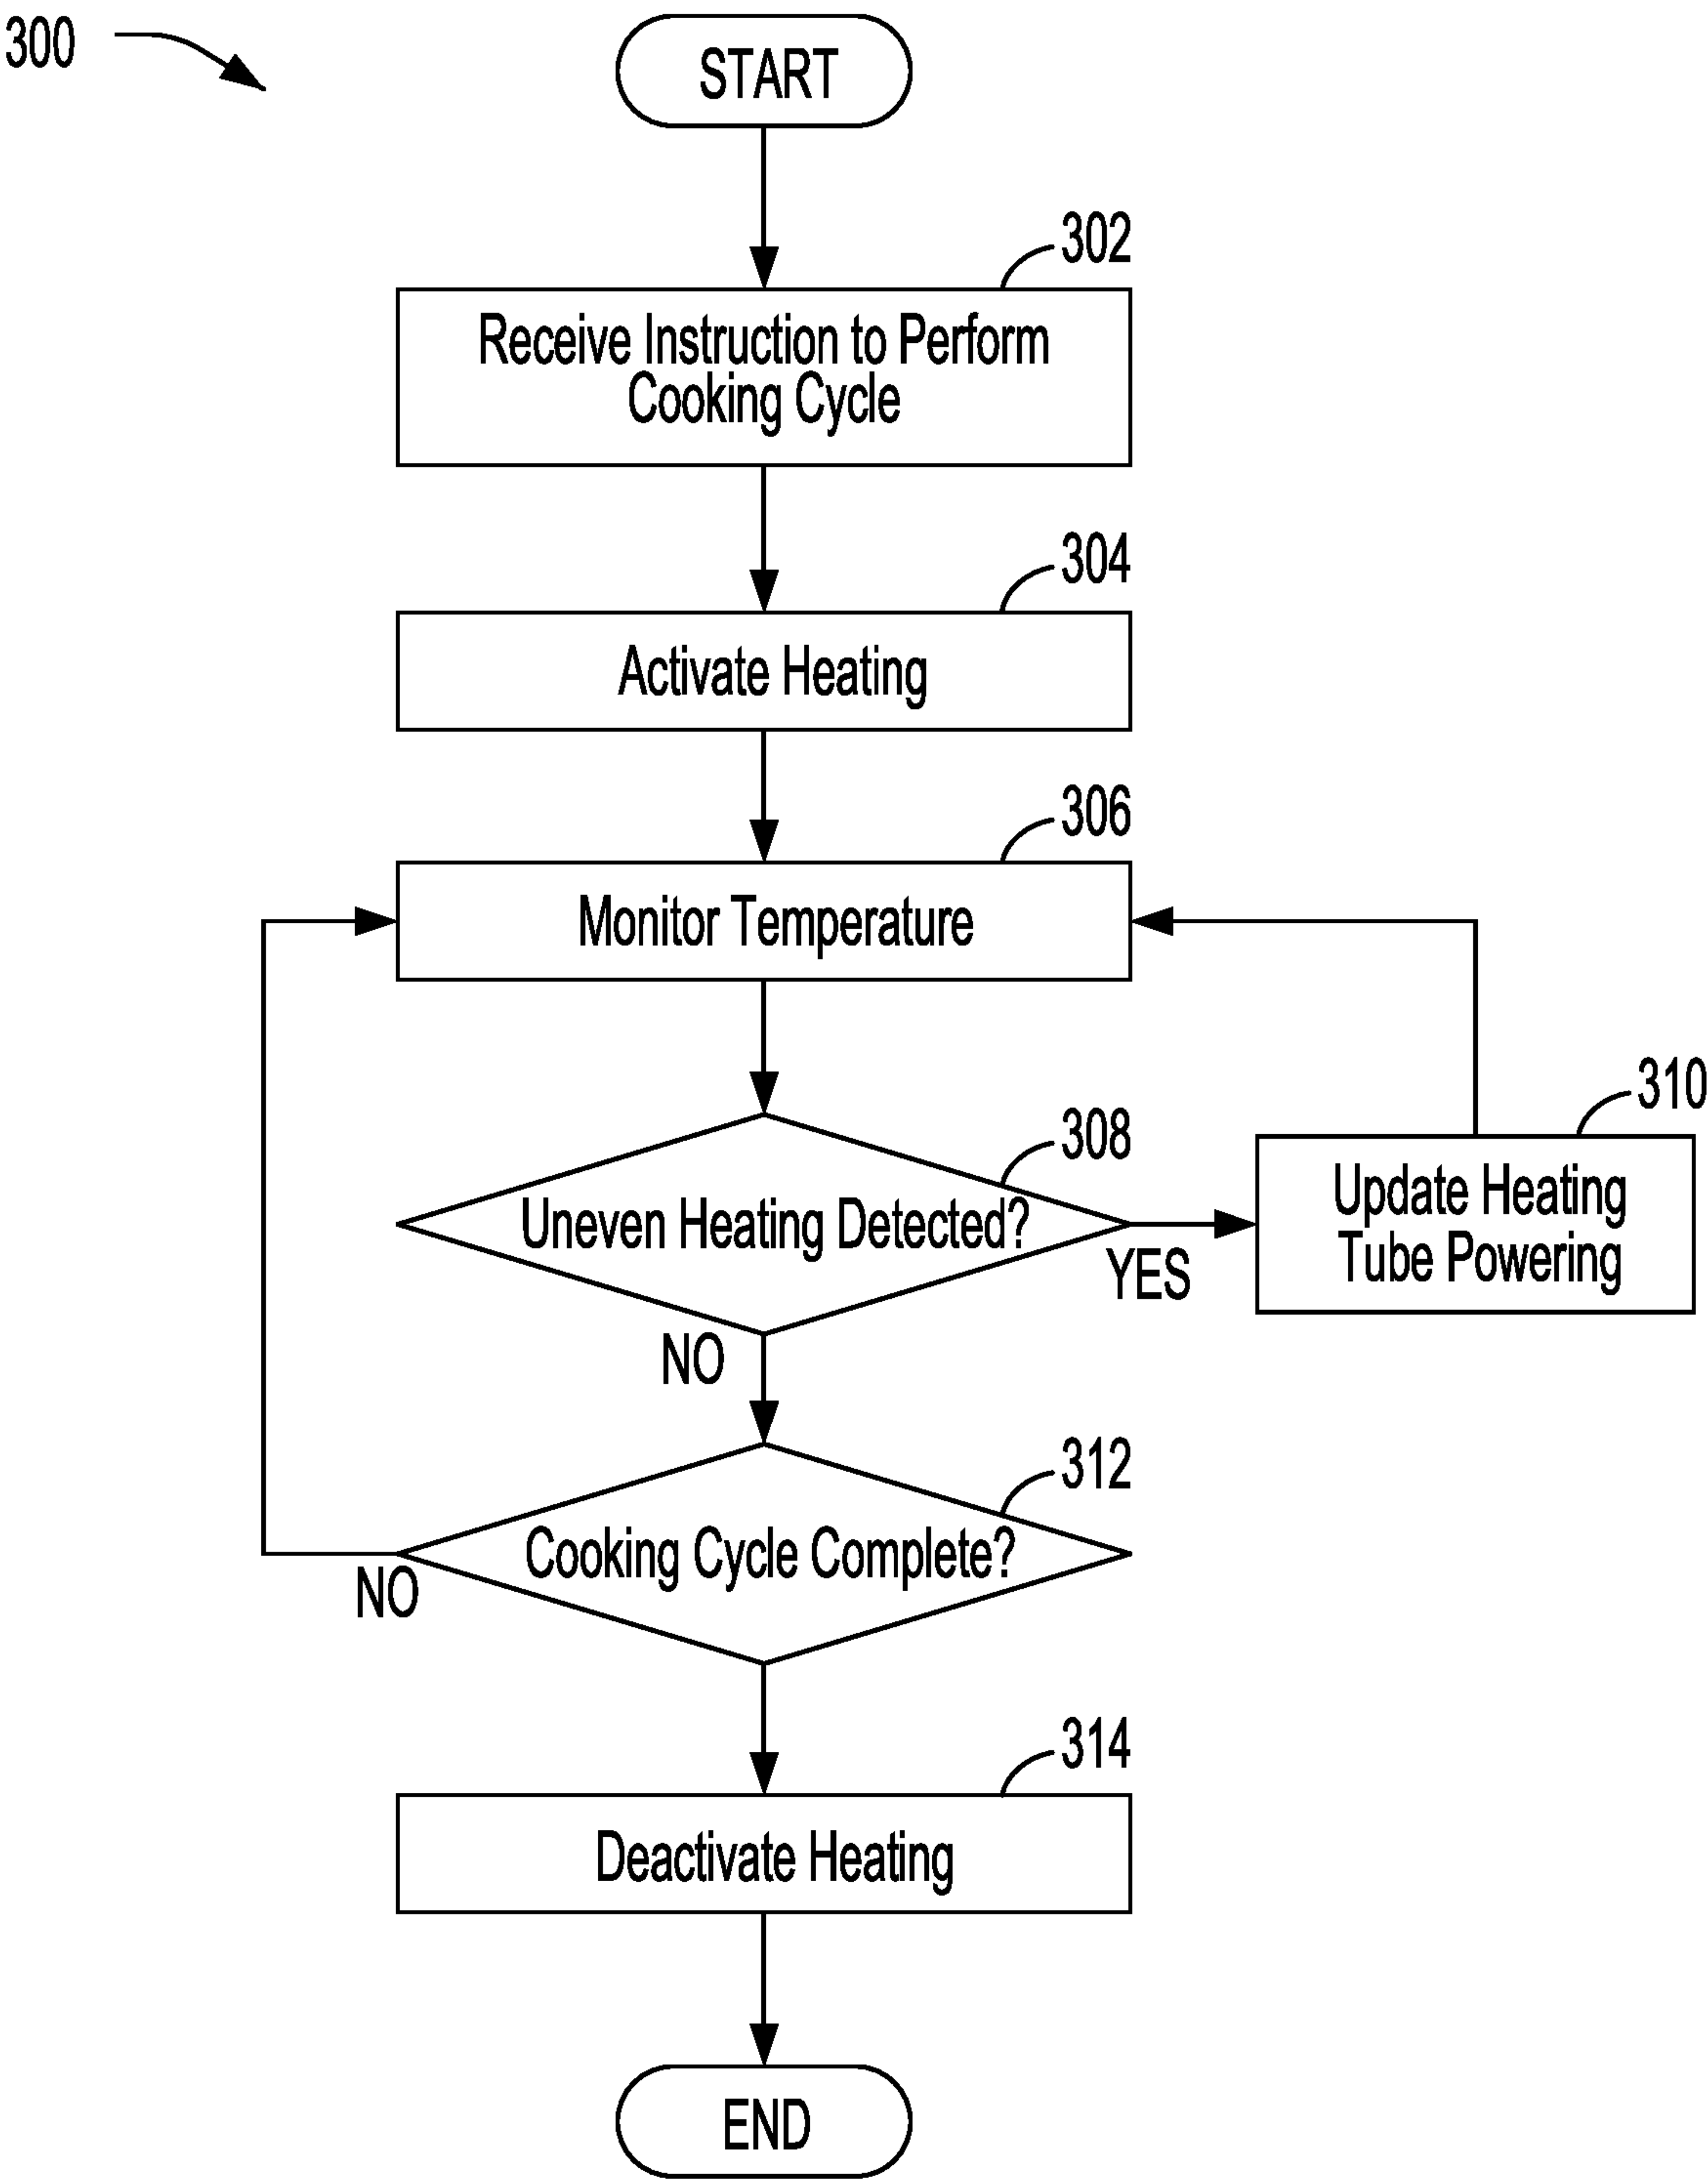 300
START
302
Receive Instruction to Perform
Cooking Cycle
304
Activate Heating
306
Monitor Temperature
308
Uneven Heating Detected?
YES
310
Update Heating
Tube Powering
NO
312
Cooking Cycle Complete?
NO
314
Deactivate Heating
END